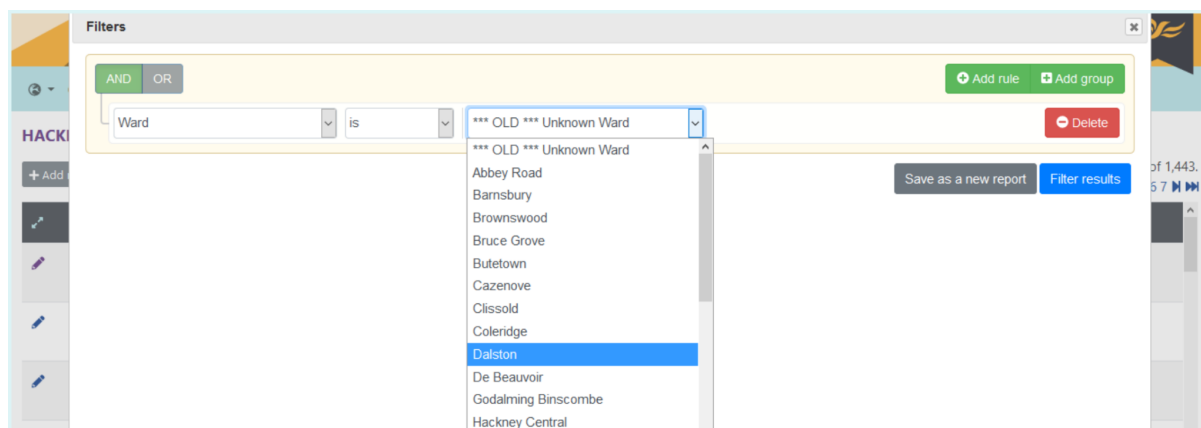 Filters
AND OR
Add rule Add group
Ward is *** OLD *** Unknown Ward Delete
*** OLD *** Unknown Ward
Abbey Road
Barnsbury
Brownswood
Bruce Grove
Butetown
Cazenove
Clissold
Coleridge
Dalston
De Beauvoir
Godalming Binscombe
Hackney Central
Save as a new report Filter results
HACK
+ Add
of 1,443.
6 7